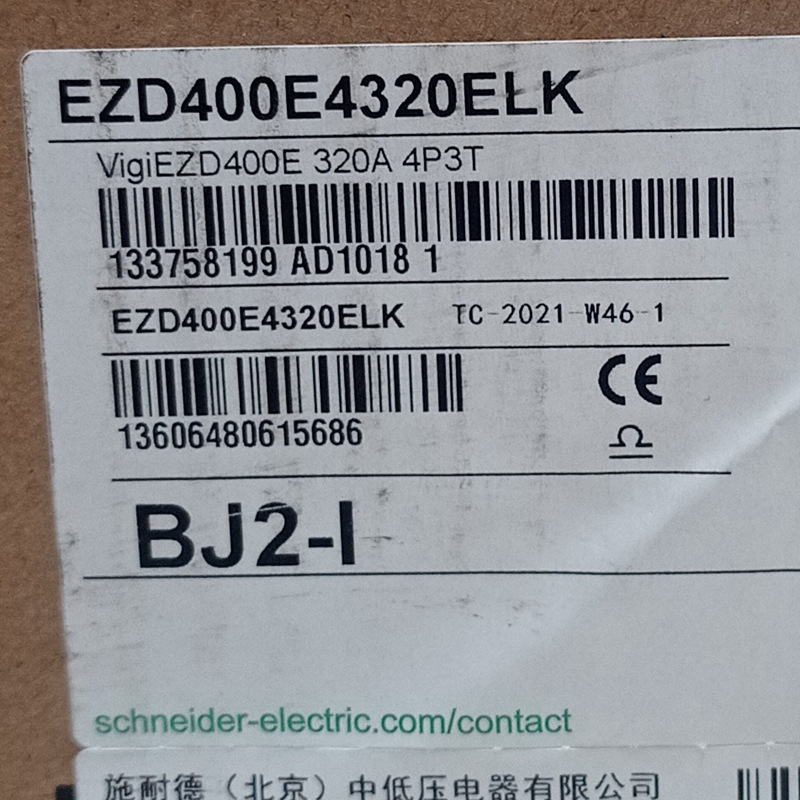 EZD400E4320ELK
VigiEZD400E 320A 4P3T
133758199 AD1018 1
EZD400E4320ELK TC-2021-W46-1
CE
13606480615686
BJ2-I
schneider-electric.com/contact
施耐德（北京）中低压电器有限公司